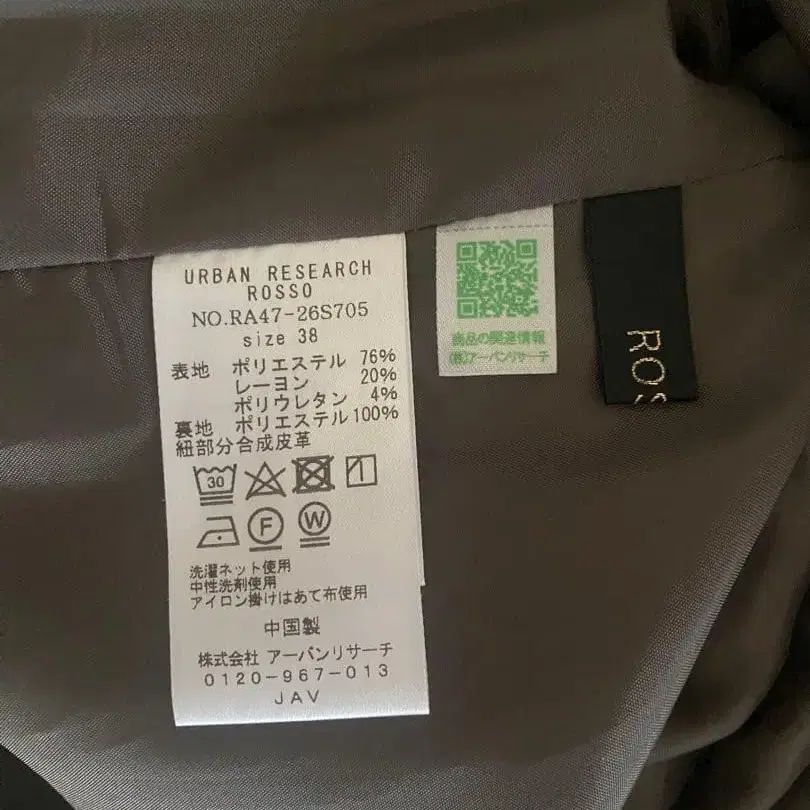 URBAN RESEARCH
ROSSO
NO.RA47-26S705
size 38
表地 ポリエステル 76%
レーヨン 20%
ポリウレタン 4%
裏地 ポリエステル 100%
紐部分合成皮革
30
F
W
洗濯ネット使用
中性洗剤使用
アイロン掛けはあて布使用
中国製
株式会社 アーバンリサーチ
0120-967-013
JAV
商品の関連情報
(株)アーバンリサーチ
ROS